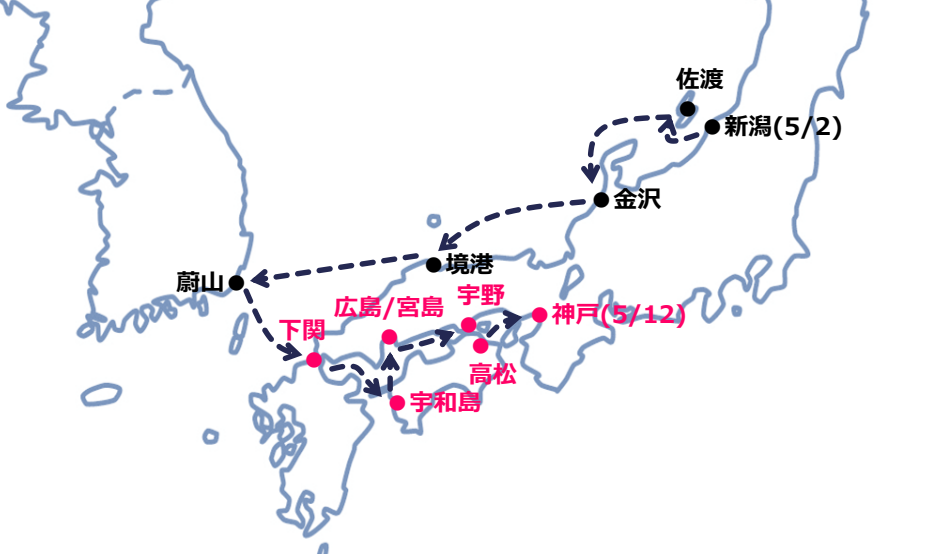 佐渡
新潟(5/2)
金沢
境港
蔚山
宇野
広島/宮島
神戸(5/12)
下関
高松
宇和島